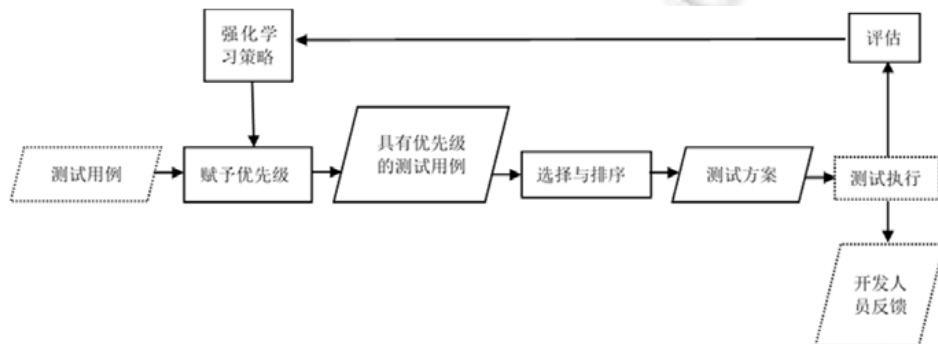 强化学
习策略
评估
测试用例
赋予优先级
具有优先级
的测试用例
选择与排序
测试方案
测试执行
开发人
员反馈